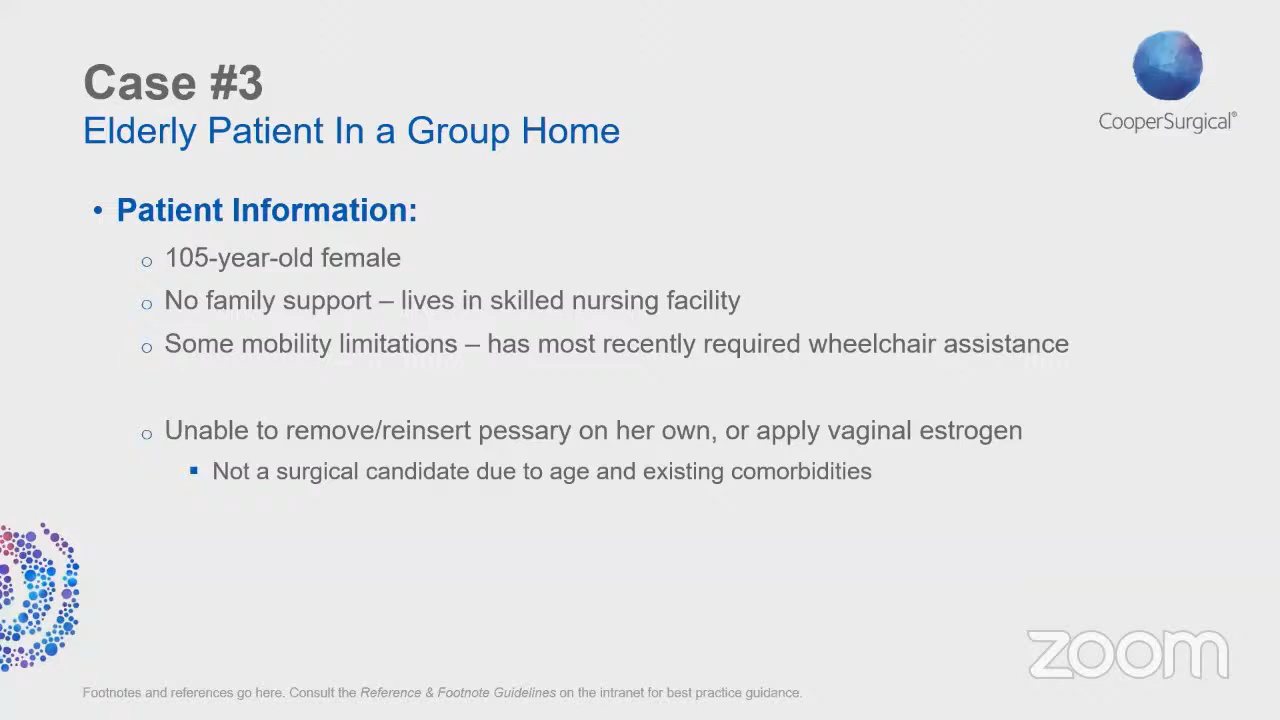 Case #3
Elderly Patient In a Group Home
CooperSurgical®
• Patient Information:
o 105-year-old female
o No family support – lives in skilled nursing facility
o Some mobility limitations – has most recently required wheelchair assistance
o Unable to remove/reinsert pessary on her own, or apply vaginal estrogen
▪ Not a surgical candidate due to age and existing comorbidities
zoom
Footnotes and references go here. Consult the Reference & Footnote Guidelines on the intranet for best practice guidance.